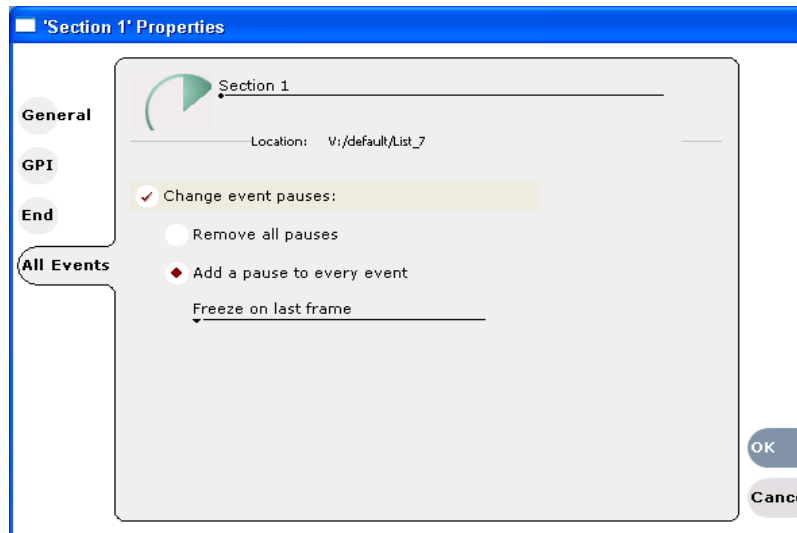 'Section 1' Properties
Section 1
Location: V:/default/List_7
General
GPI
End
All Events
Change event pauses:
Remove all pauses
Add a pause to every event
Freeze on last frame
OK
Canc